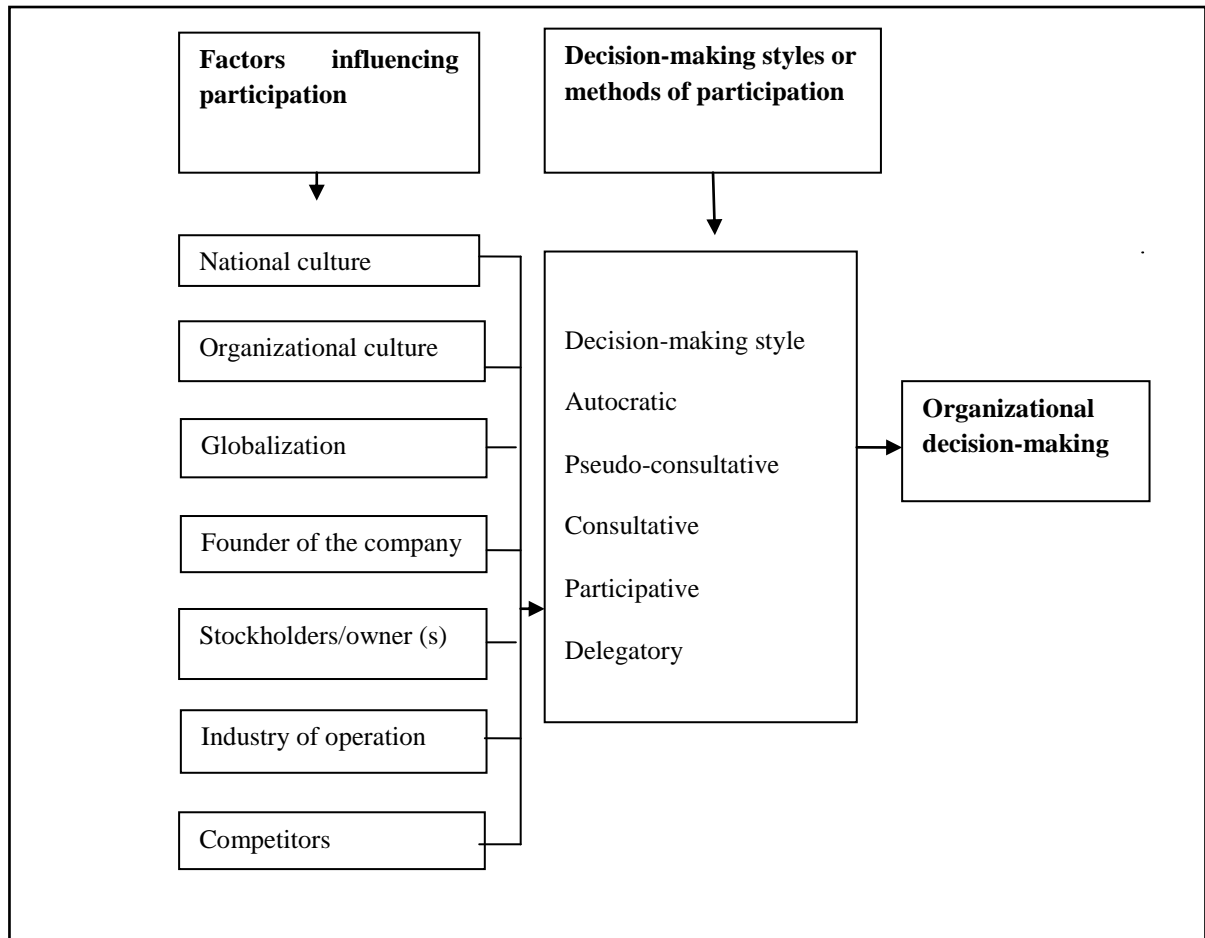 Factors influencing
participation
Decision-making styles or
methods of participation
National culture
Organizational culture
Globalization
Founder of the company
Stockholders/owner (s)
Industry of operation
Competitors
Decision-making style
Autocratic
Pseudo-consultative
Consultative
Participative
Delegatory
Organizational
decision-making